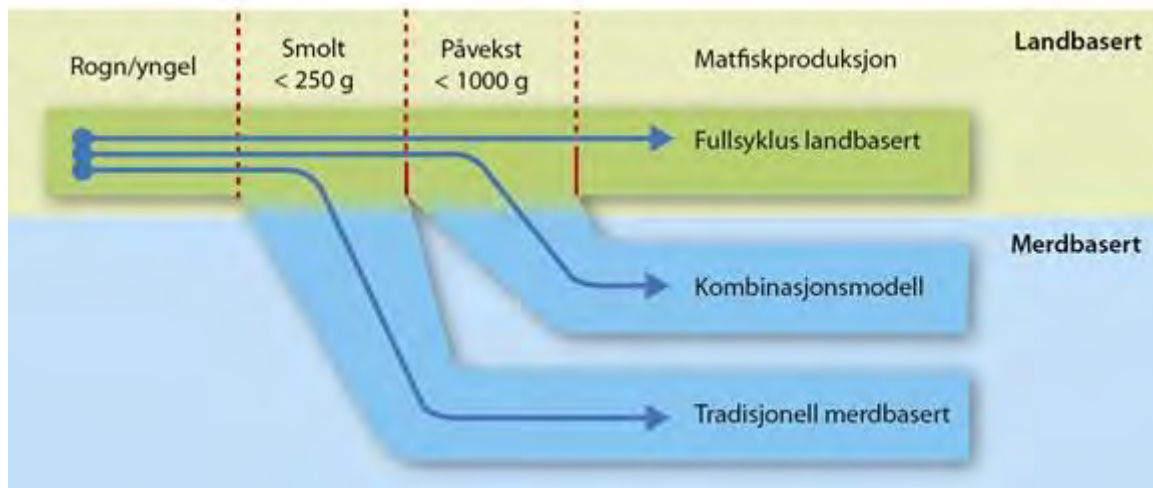 Rogn/yngel
Smolt
< 250 g
Påvekst
< 1000 g
Matfiskproduksjon
Landbasert
Fullsyklus landbasert
Merdbasert
Kombinasjonsmodell
Tradisjonell merdbasert